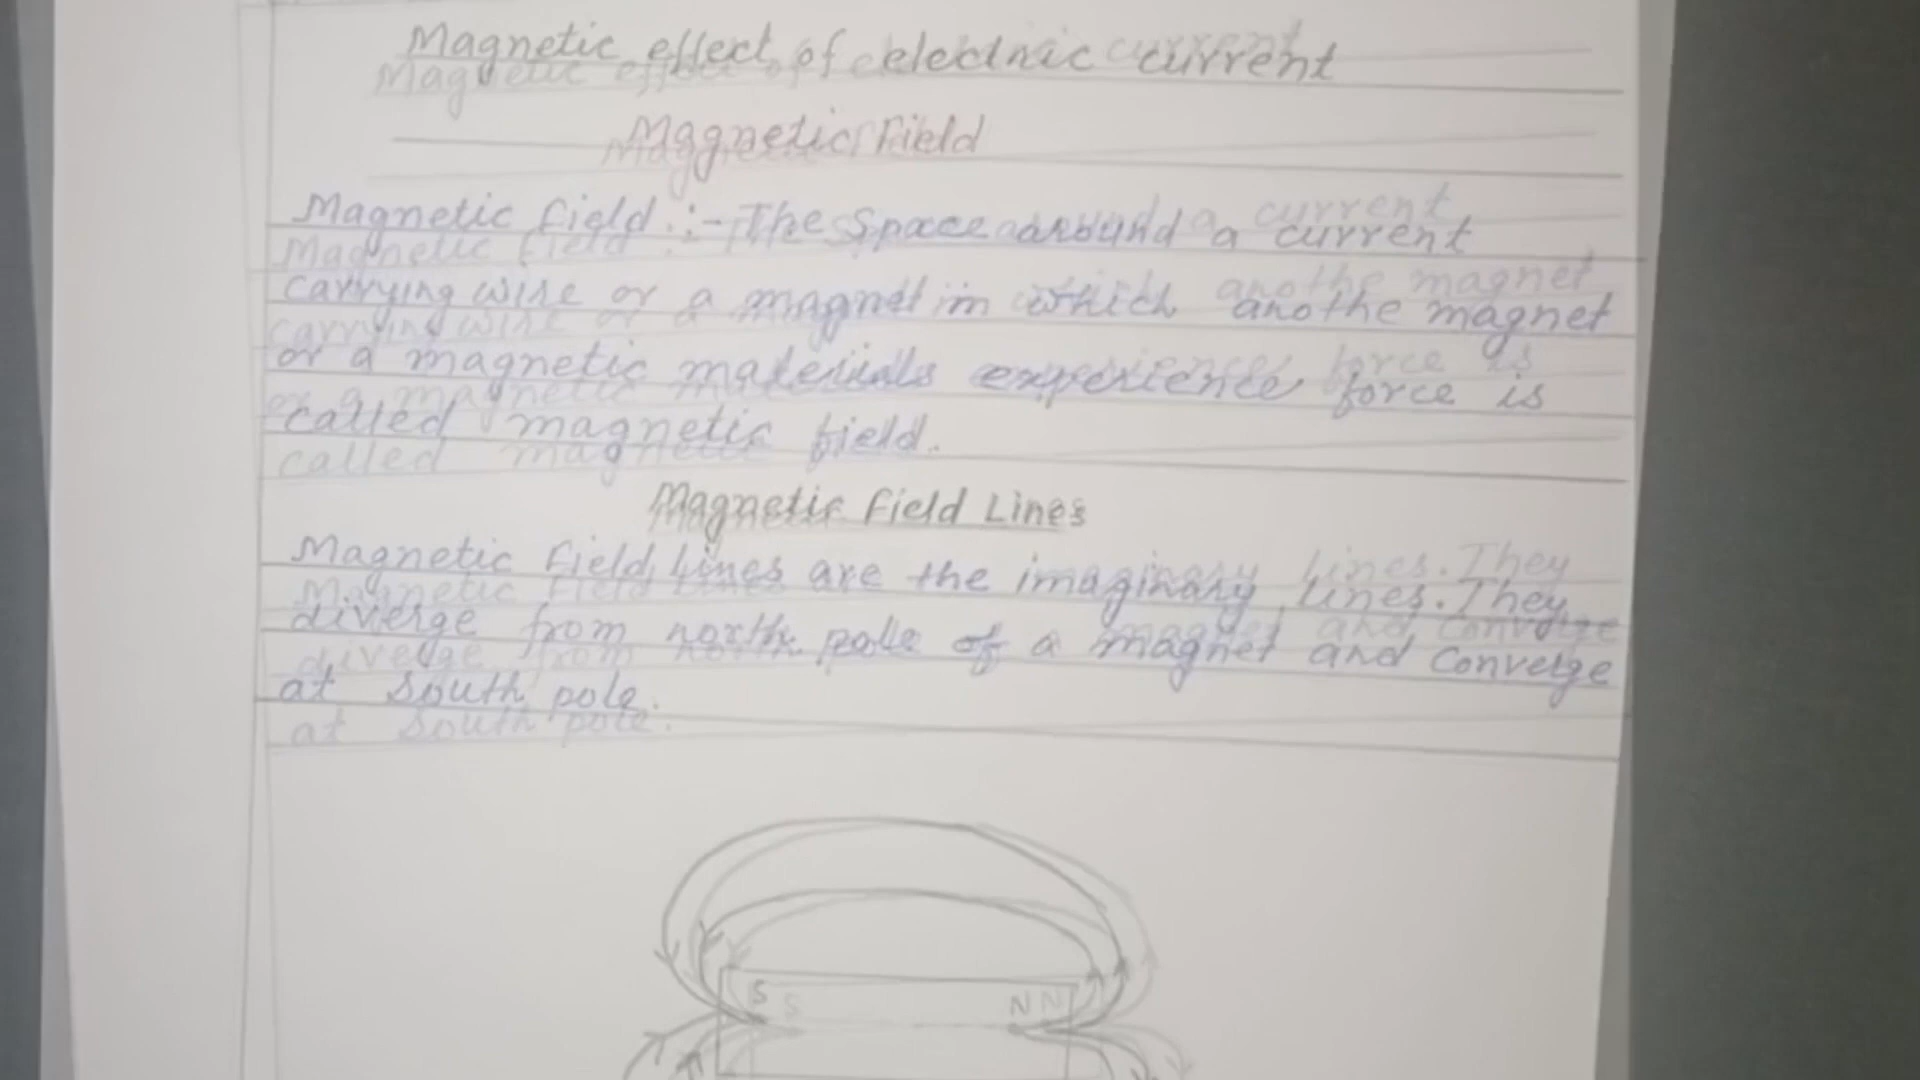 Magnetic effect of electric current
Magnetic Field
Magnetic field :- The Space around a current
carrying wire or a magnet in which anothe magnet
or a magnetic materials experience force is
called magnetic field.
Magnetic Field Lines
Magnetic Field Lines are the imaginary lines. They
diverge from north pole of a magnet and converge
at south pole.
S N